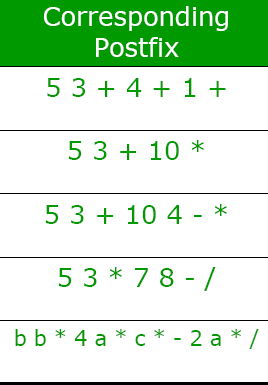 Corresponding
Postfix
5 3 + 4 + 1 +
5 3 + 10 *
5 3 + 10 4 - *
5 3 * 7 8 - /
b b * 4 a * c * - 2 a * /